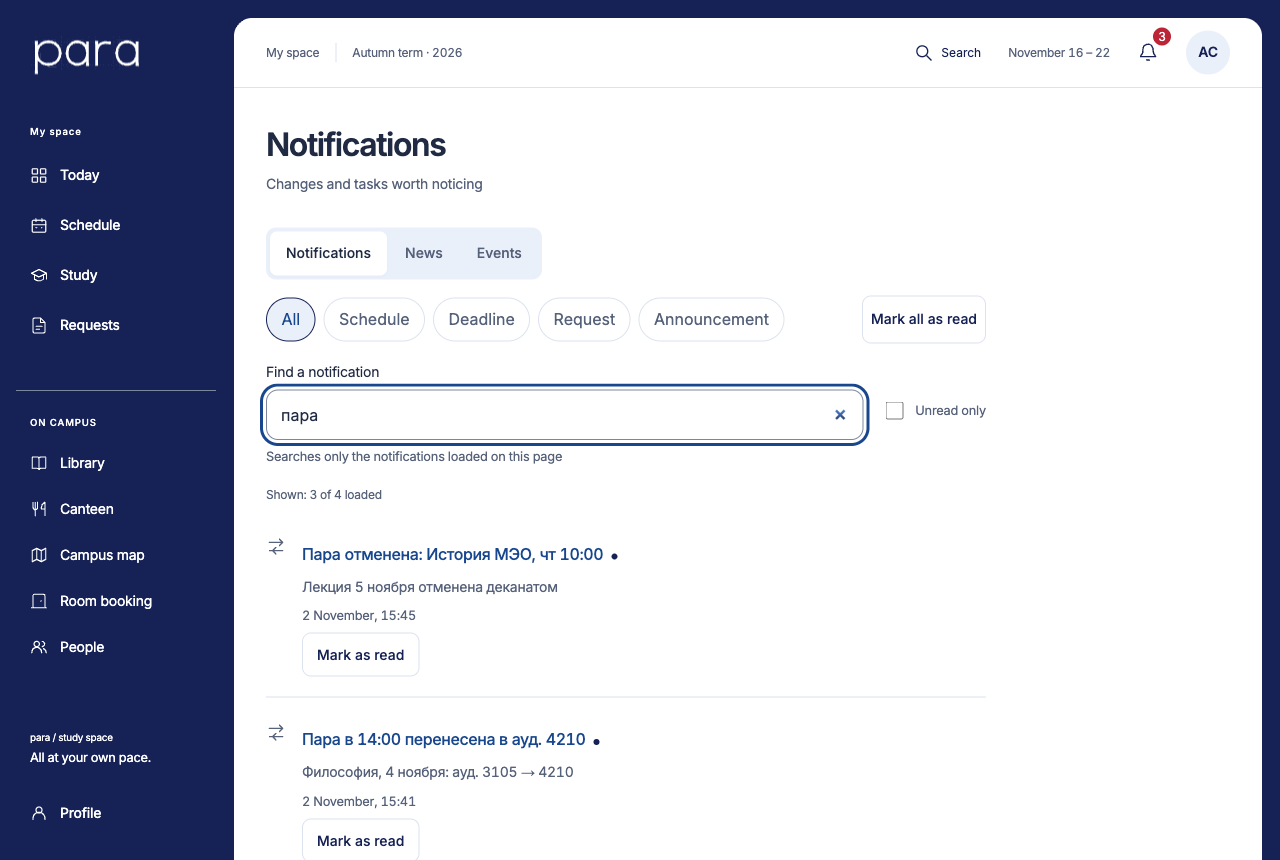 para
My space
Today
Schedule
Study
Requests
ON CAMPUS
Library
Canteen
Campus map
Room booking
People
para / study space
All at your own pace.
Profile
My space
Autumn term · 2026
Search
November 16 – 22
3
AC
Notifications
Changes and tasks worth noticing
Notifications
News
Events
All
Schedule
Deadline
Request
Announcement
Mark all as read
Find a notification
пара
Unread only
Searches only the notifications loaded on this page
Shown: 3 of 4 loaded
Пара отменена: История МЭО, чт 10:00
Лекция 5 ноября отменена деканатом
2 November, 15:45
Mark as read
Пара в 14:00 перенесена в ауд. 4210
Философия, 4 ноября: ауд. 3105 → 4210
2 November, 15:41
Mark as read